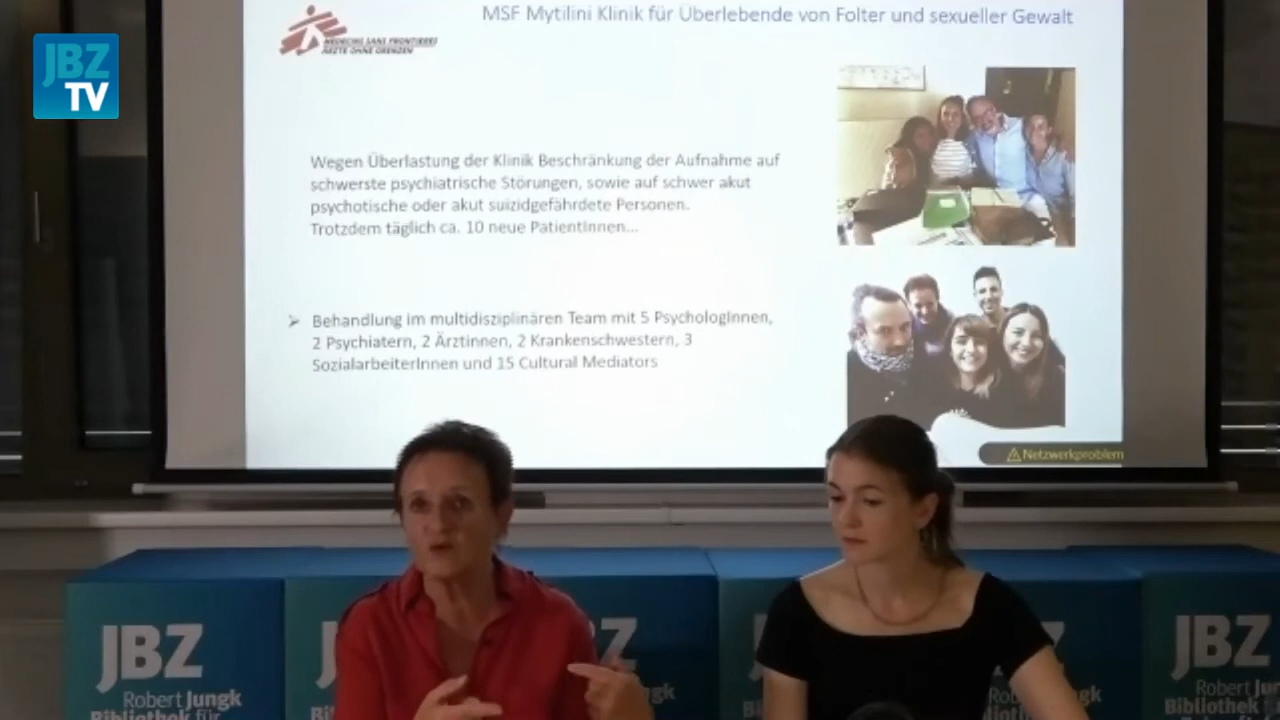 JBZ
TV
MEDECINS SANS FRONTIERES
ÄRZTE OHNE GRENZEN
MSF Mytilini Klinik für Überlebende von Folter und sexueller Gewalt
Wegen Überlastung der Klinik Beschränkung der Aufnahme auf
schwerste psychiatrische Störungen, sowie auf schwer akut
psychotische oder akut suizidgefährdete Personen.
Trotzdem täglich ca. 10 neue PatientInnen...
➢ Behandlung im multidisziplinären Team mit 5 PsychologInnen,
2 Psychiatern, 2 Ärztinnen, 2 Krankenschwestern, 3
SozialarbeiterInnen und 15 Cultural Mediators
Netzwerkproblem
JBZ
Robert Jungk
Bibliothek für
JBZ
Robert